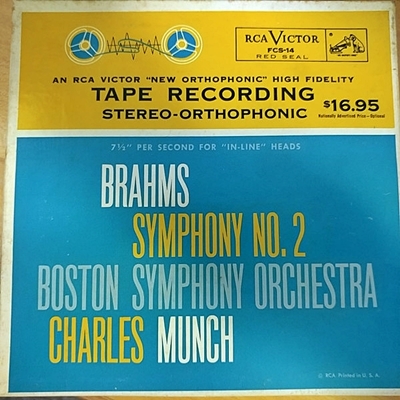 RCA VICTOR
FCS-14
RED SEAL
AN RCA VICTOR "NEW ORTHOPHONIC" HIGH FIDELITY
TAPE RECORDING
$16.95
STEREO-ORTHOPHONIC
Nationally Advertised Price—Optional
7½" PER SECOND FOR "IN-LINE" HEADS
BRAHMS
SYMPHONY NO. 2
BOSTON SYMPHONY ORCHESTRA
CHARLES MUNCH
© RCA Printed in U. S. A.